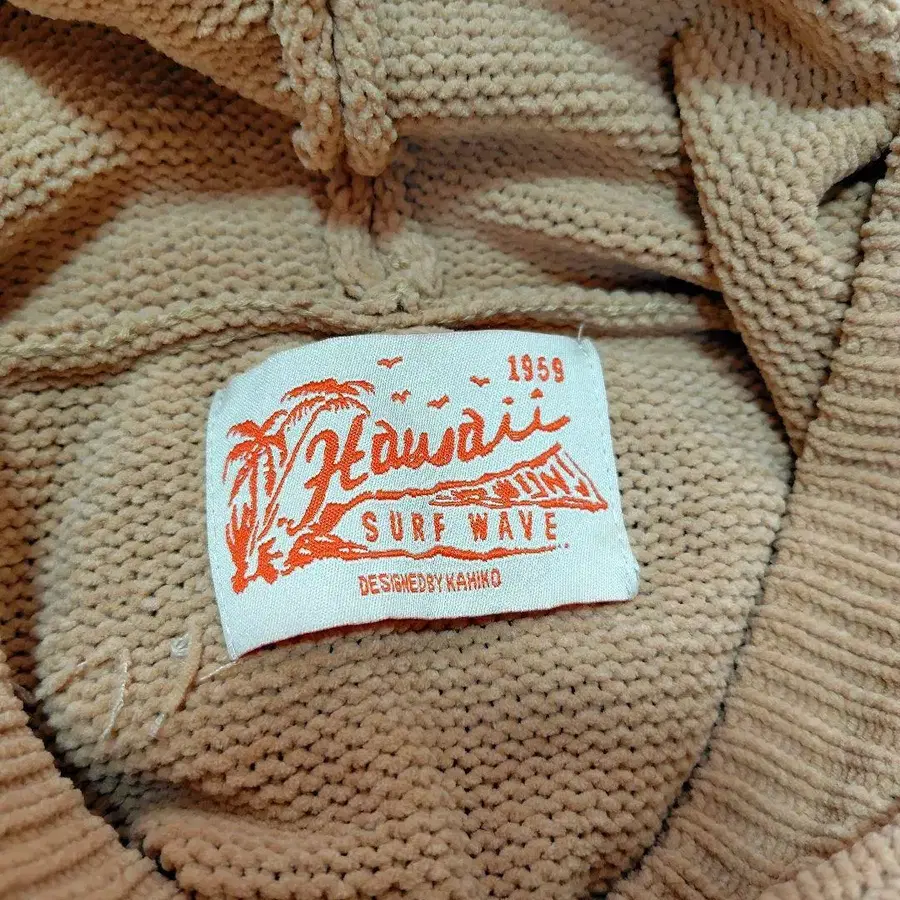 1959
Hawaii
SURF WAVE
DESIGNED BY KAHIKO